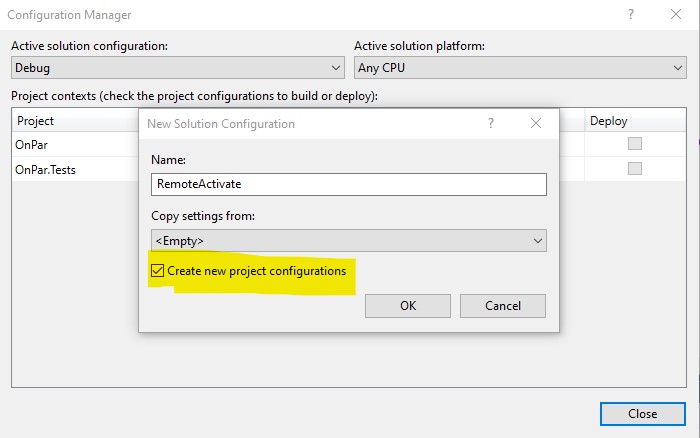 Configuration Manager
Active solution configuration:
Active solution platform:
Debug
Any CPU
Project contexts (check the project configurations to build or deploy):
Project
Deploy
OnPar
OnPar.Tests
New Solution Configuration
Name:
RemoteActivate
Copy settings from:
<Empty>
Create new project configurations
OK
Cancel
Close